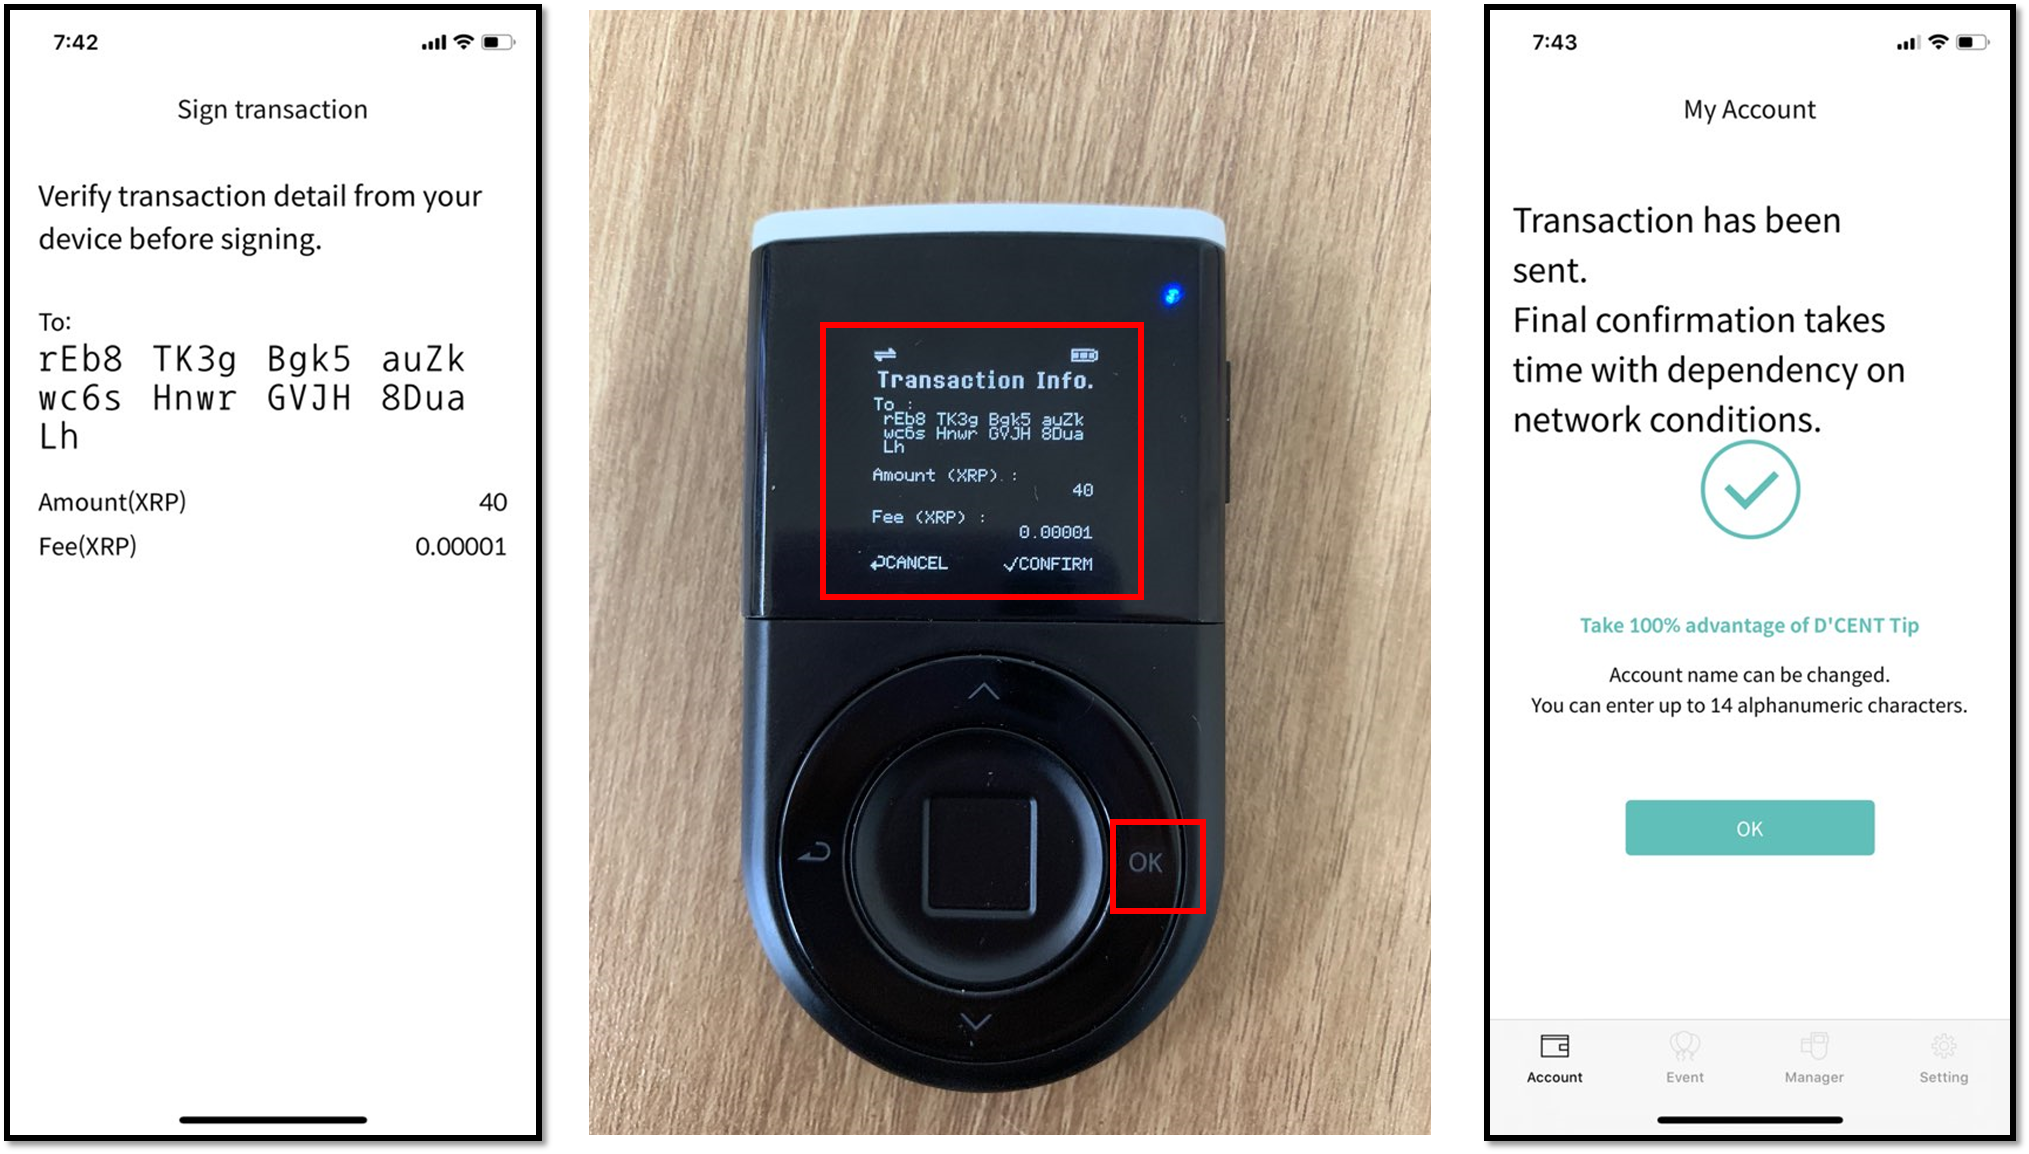 7:42
Sign transaction
Verify transaction detail from your
device before signing.
To:
rEb8 TK3g Bgk5 auZk
wc6s Hnwr GVJH 8Dua
Lh
Amount(XRP) 40
Fee(XRP) 0.00001
Transaction Info.
To :
rEb8 TK3g Bgk5 auZk
wc6s Hnwr GVJH 8Dua
Lh
Amount (XRP) :
40
Fee (XRP) :
0.00001
CANCEL CONFIRM
OK
7:43
My Account
Transaction has been
sent.
Final confirmation takes
time with dependency on
network conditions.
Take 100% advantage of D'CENT Tip
Account name can be changed.
You can enter up to 14 alphanumeric characters.
OK
Account Event Manager Setting